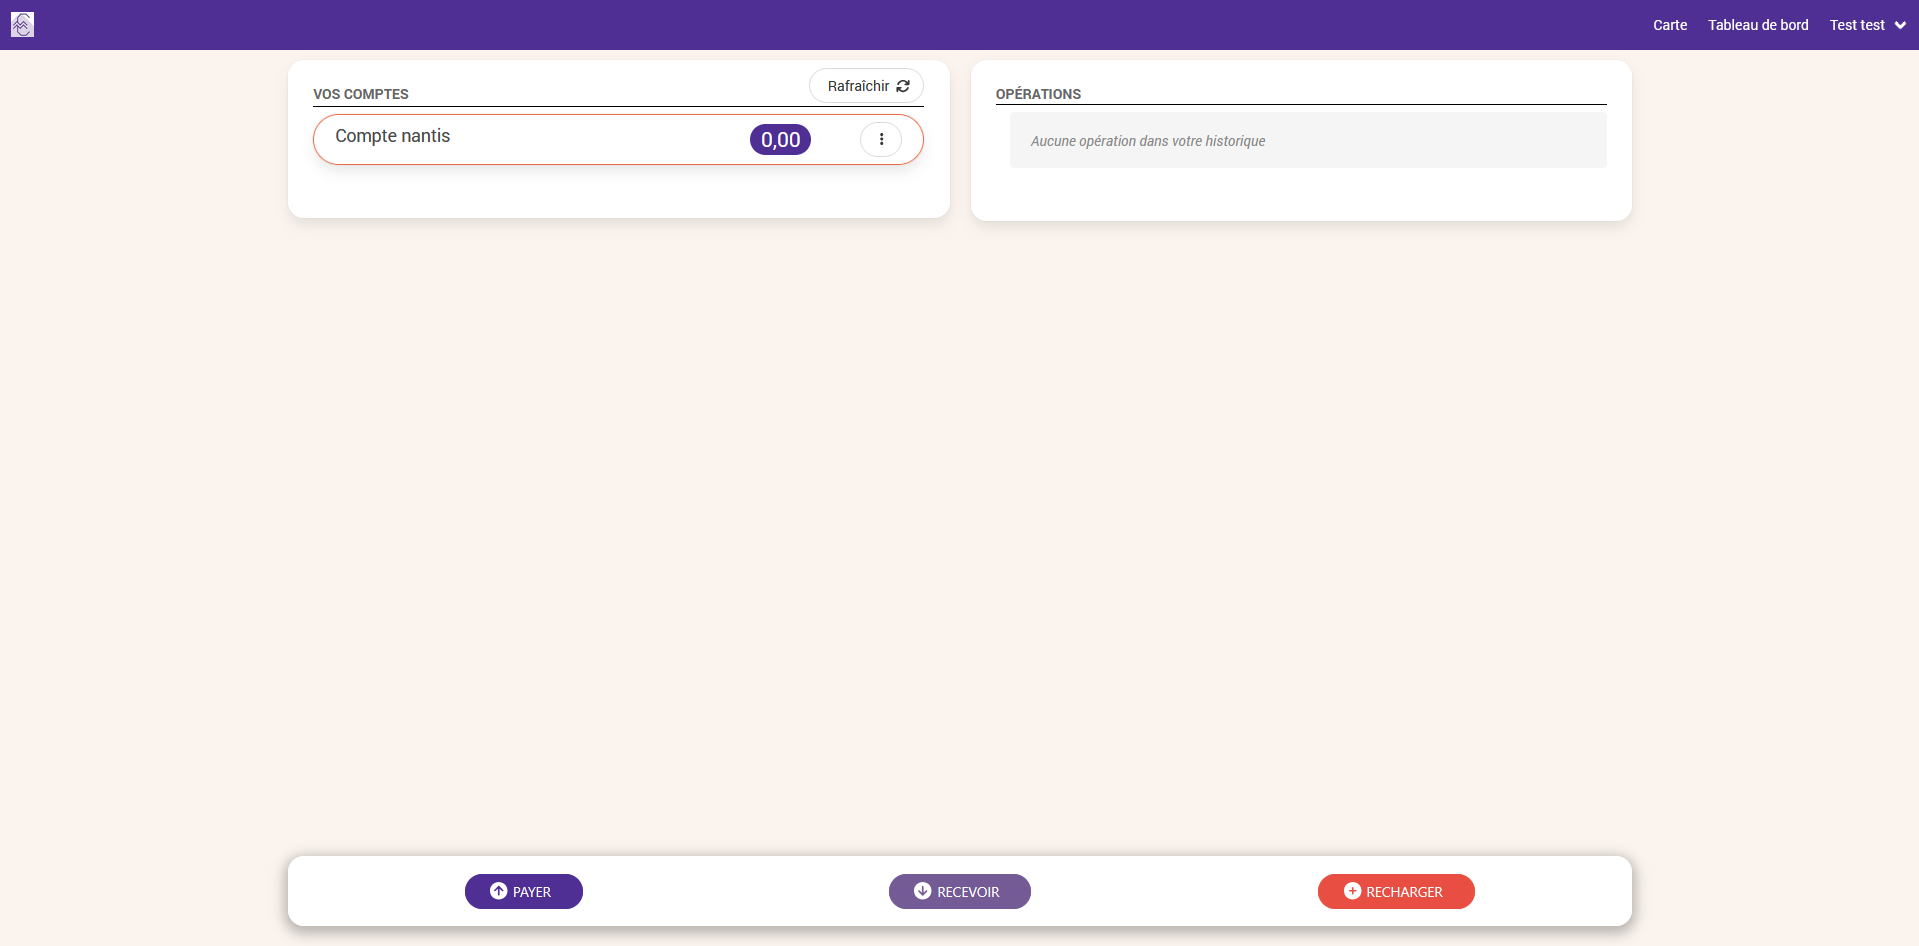 Carte Tableau de bord Test test
VOS COMPTES
Rafraîchir
Compte nantis
0,00
OPÉRATIONS
Aucune opération dans votre historique
PAYER
RECEVOIR
RECHARGER